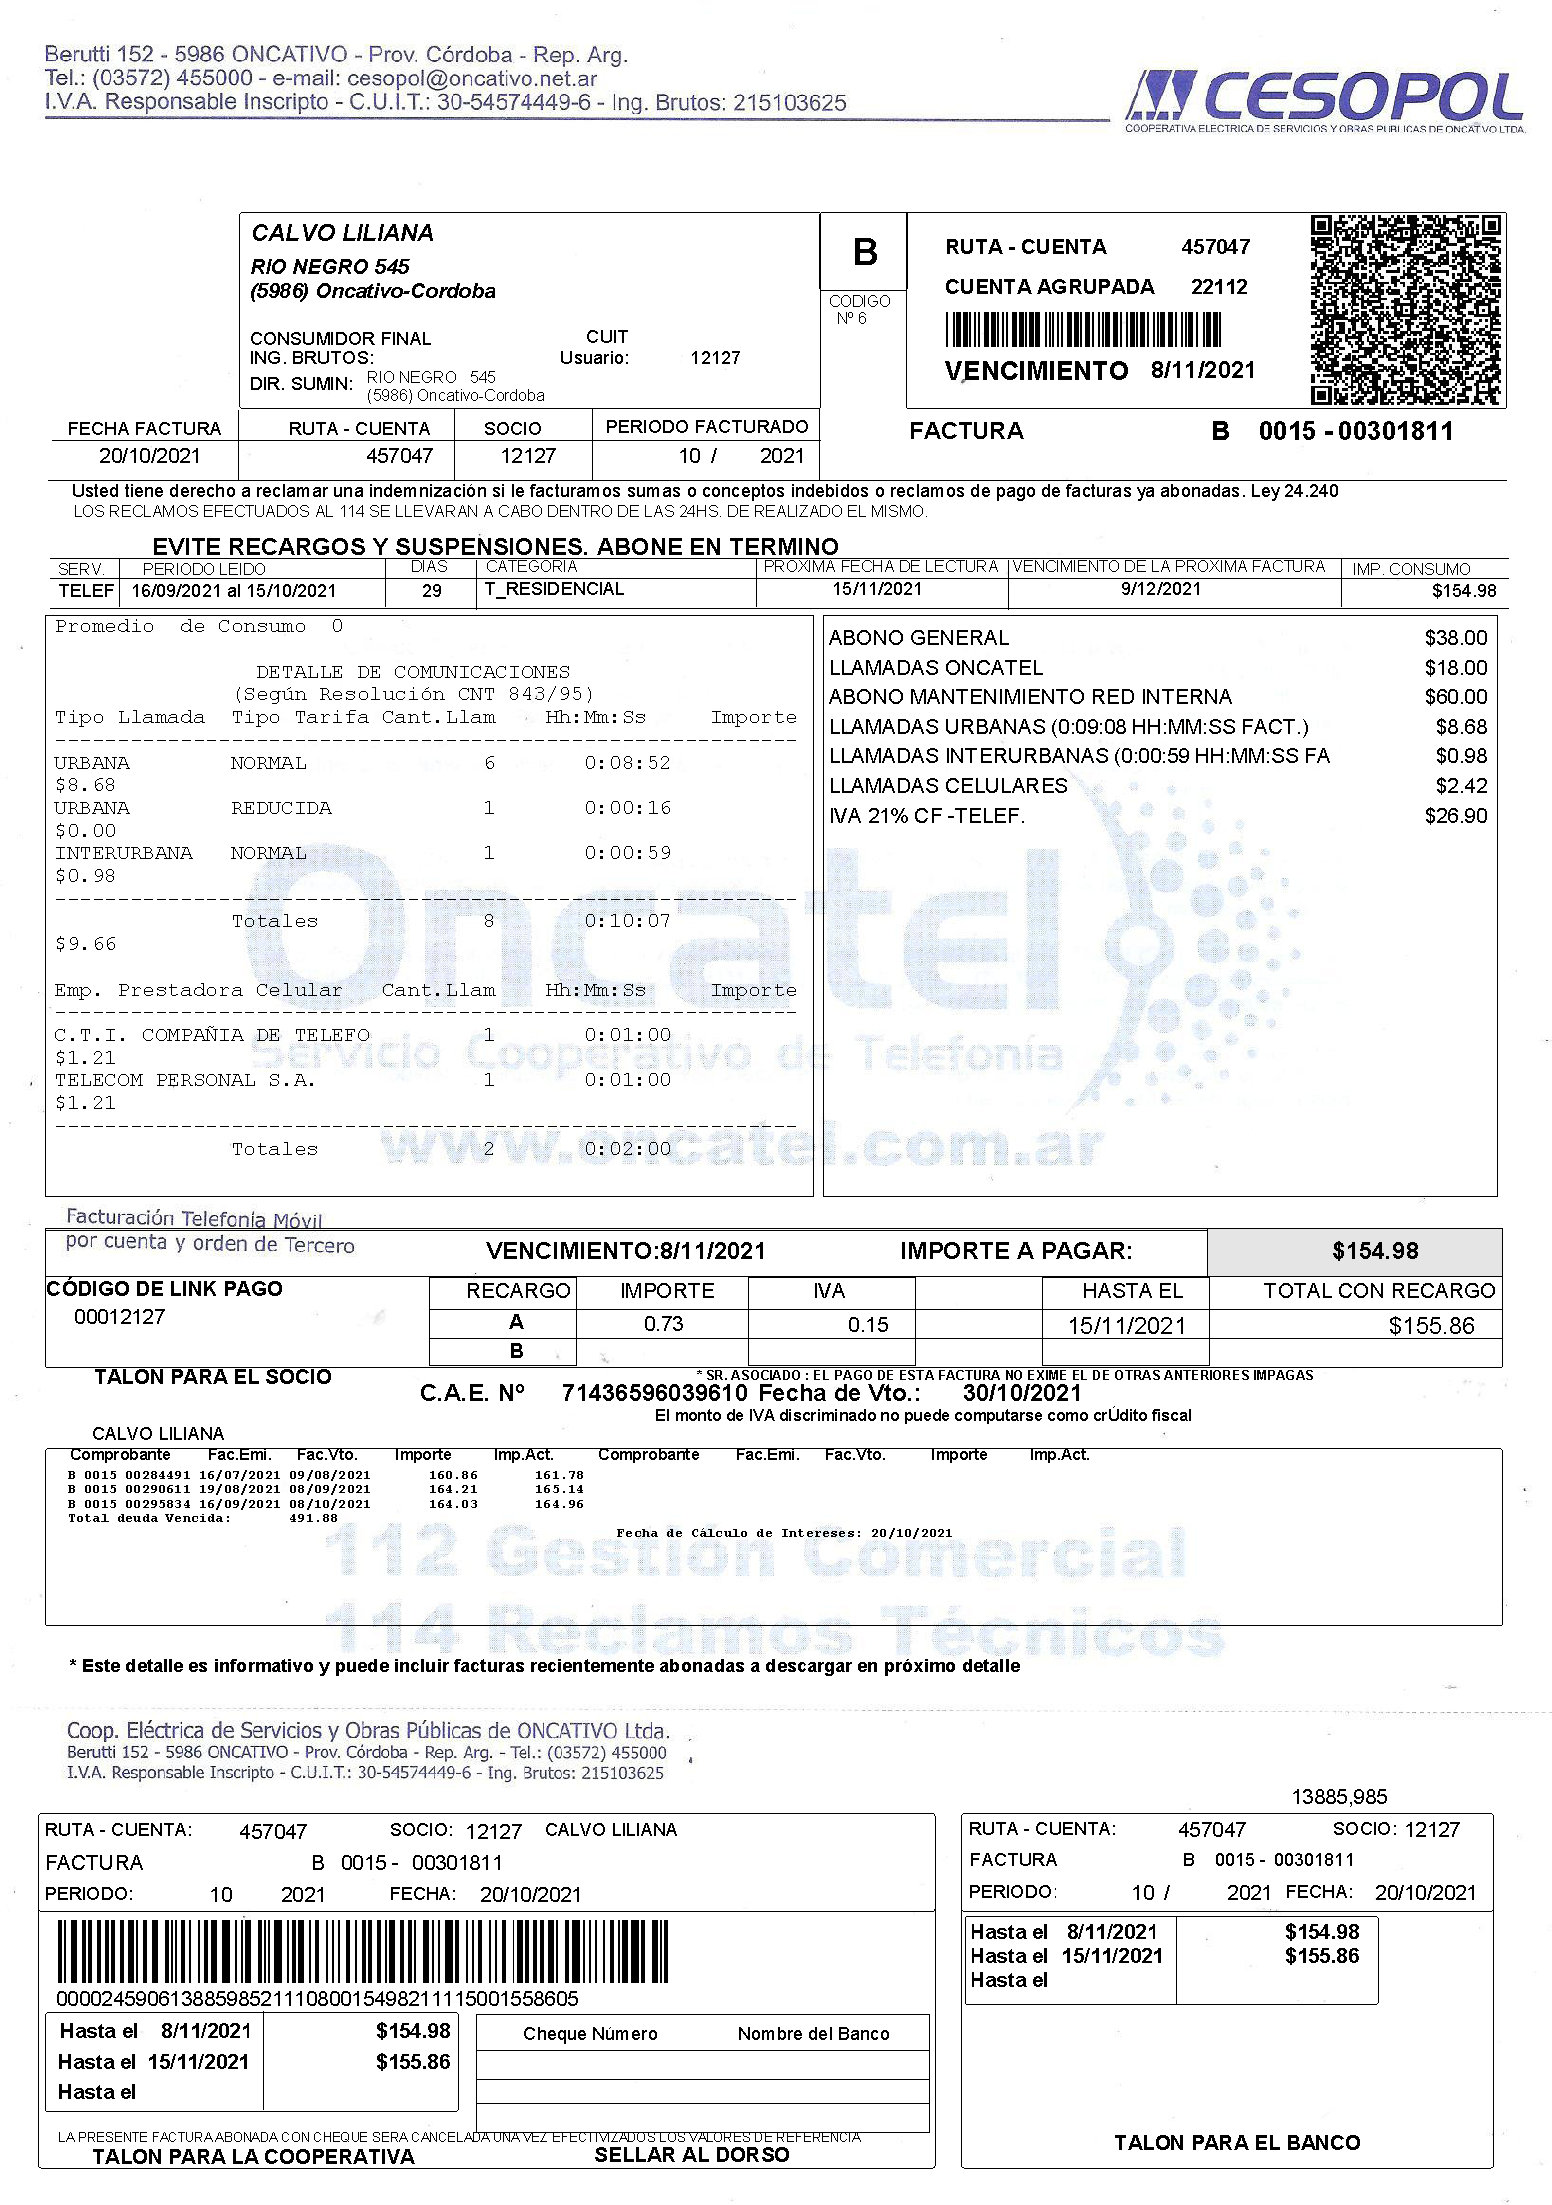 Berutti 152 - 5986 ONCATIVO - Prov. Córdoba - Rep. Arg.
Tel.: (03572) 455000 - e-mail: cesopol@oncativo.net.ar
I.V.A. Responsable Inscripto - C.U.I.T.: 30-54574449-6 - Ing. Brutos: 215103625
CESOPOL
COOPERATIVA ELECTRICA DE SERVICIOS Y OBRAS PUBLICAS DE ONCATIVO LTDA.
CALVO LILIANA
RIO NEGRO 545
(5986) Oncativo-Cordoba
CONSUMIDOR FINAL CUIT
ING. BRUTOS: Usuario: 12127
DIR. SUMIN: RIO NEGRO 545
(5986) Oncativo-Cordoba
B
CODIGO
Nº 6
RUTA - CUENTA 457047
CUENTA AGRUPADA 22112
VENCIMIENTO 8/11/2021
FECHA FACTURA RUTA - CUENTA SOCIO PERIODO FACTURADO
20/10/2021 457047 12127 10 / 2021
FACTURA B 0015 - 00301811
Usted tiene derecho a reclamar una indemnización si le facturamos sumas o conceptos indebidos o reclamos de pago de facturas ya abonadas. Ley 24.240
LOS RECLAMOS EFECTUADOS AL 114 SE LLEVARAN A CABO DENTRO DE LAS 24HS. DE REALIZADO EL MISMO.
EVITE RECARGOS Y SUSPENSIONES. ABONE EN TERMINO
SERV. PERIODO LEIDO DIAS CATEGORIA PROXIMA FECHA DE LECTURA VENCIMIENTO DE LA PROXIMA FACTURA IMP. CONSUMO
TELEF 16/09/2021 al 15/10/2021 29 T_RESIDENCIAL 15/11/2021 9/12/2021 $154.98
Promedio de Consumo 0
DETALLE DE COMUNICACIONES
(Según Resolución CNT 843/95)
Tipo Llamada Tipo Tarifa Cant.Llam Hh:Mm:Ss Importe
URBANA NORMAL 6 0:08:52
$8.68
URBANA REDUCIDA 1 0:00:16
$0.00
INTERURBANA NORMAL 1 0:00:59
$0.98
Totales 8 0:10:07
$9.66
Emp. Prestadora Celular Cant.Llam Hh:Mm:Ss Importe
C.T.I. COMPAÑIA DE TELEFO 1 0:01:00
$1.21
TELECOM PERSONAL S.A. 1 0:01:00
$1.21
Totales 2 0:02:00
ABONO GENERAL $38.00
LLAMADAS ONCATEL $18.00
ABONO MANTENIMIENTO RED INTERNA $60.00
LLAMADAS URBANAS (0:09:08 HH:MM:SS FACT.) $8.68
LLAMADAS INTERURBANAS (0:00:59 HH:MM:SS FA $0.98
LLAMADAS CELULARES $2.42
IVA 21% CF -TELEF. $26.90
Oncatel
Servicio Cooperativo de Telefonía
www.oncatel.com.ar
Facturación Telefonía Móvil
por cuenta y orden de Tercero
VENCIMIENTO:8/11/2021 IMPORTE A PAGAR: $154.98
CÓDIGO DE LINK PAGO
00012127
RECARGO IMPORTE IVA HASTA EL TOTAL CON RECARGO
A 0.73 0.15 15/11/2021 $155.86
B
TALON PARA EL SOCIO
* SR. ASOCIADO : EL PAGO DE ESTA FACTURA NO EXIME EL DE OTRAS ANTERIORES IMPAGAS
C.A.E. Nº 71436596039610 Fecha de Vto.: 30/10/2021
El monto de IVA discriminado no puede computarse como crÚdito fiscal
CALVO LILIANA
Comprobante Fac.Emi. Fac.Vto. Importe Imp.Act. Comprobante Fac.Emi. Fac.Vto. Importe Imp.Act.
B 0015 00284491 16/07/2021 09/08/2021 160.86 161.78
B 0015 00290611 19/08/2021 08/09/2021 164.21 165.14
B 0015 00295834 16/09/2021 08/10/2021 164.03 164.96
Total deuda Vencida: 491.88
Fecha de Cálculo de Intereses: 20/10/2021
112 Gestión Comercial
114 Reclamos Técnicos
* Este detalle es informativo y puede incluir facturas recientemente abonadas a descargar en próximo detalle
Coop. Eléctrica de Servicios y Obras Públicas de ONCATIVO Ltda.
Berutti 152 - 5986 ONCATIVO - Prov. Córdoba - Rep. Arg. - Tel.: (03572) 455000
I.V.A. Responsable Inscripto - C.U.I.T.: 30-54574449-6 - Ing. Brutos: 215103625
13885,985
RUTA - CUENTA: 457047 SOCIO: 12127 CALVO LILIANA
FACTURA B 0015 - 00301811
PERIODO: 10 2021 FECHA: 20/10/2021
00002459061388598521110800154982111150015586​05
Hasta el 8/11/2021 $154.98
Hasta el 15/11/2021 $155.86
Hasta el
Cheque Número Nombre del Banco
LA PRESENTE FACTURA ABONADA CON CHEQUE SERA CANCELADA UNA VEZ EFECTIVIZADOS LOS VALORES DE REFERENCIA
TALON PARA LA COOPERATIVA SELLAR AL DORSO
RUTA - CUENTA: 457047 SOCIO: 12127
FACTURA B 0015 - 00301811
PERIODO: 10 / 2021 FECHA: 20/10/2021
Hasta el 8/11/2021 $154.98
Hasta el 15/11/2021 $155.86
Hasta el
TALON PARA EL BANCO